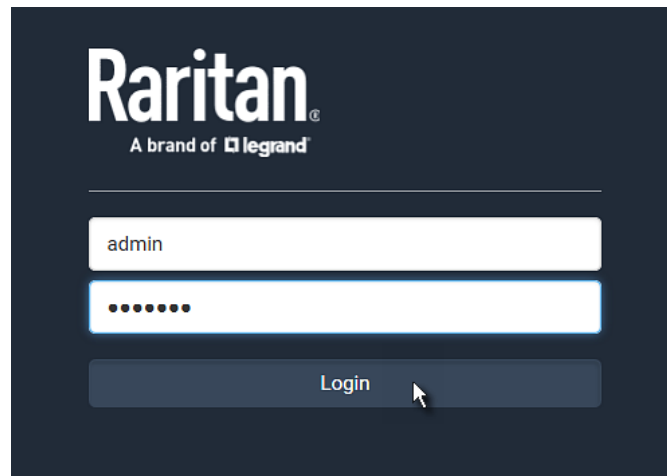 Raritan®
A brand of legrand®
admin
•••••••
Login